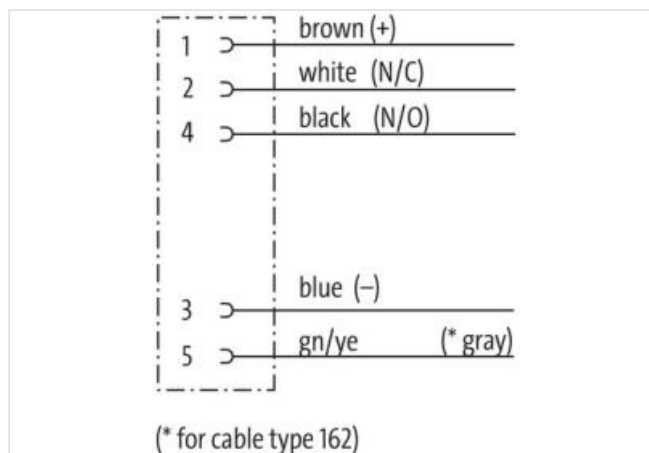 1 brown (+)
2 white (N/C)
4 black (N/O)
3 blue (–)
5 gn/ye (* gray)
(* for cable type 162)